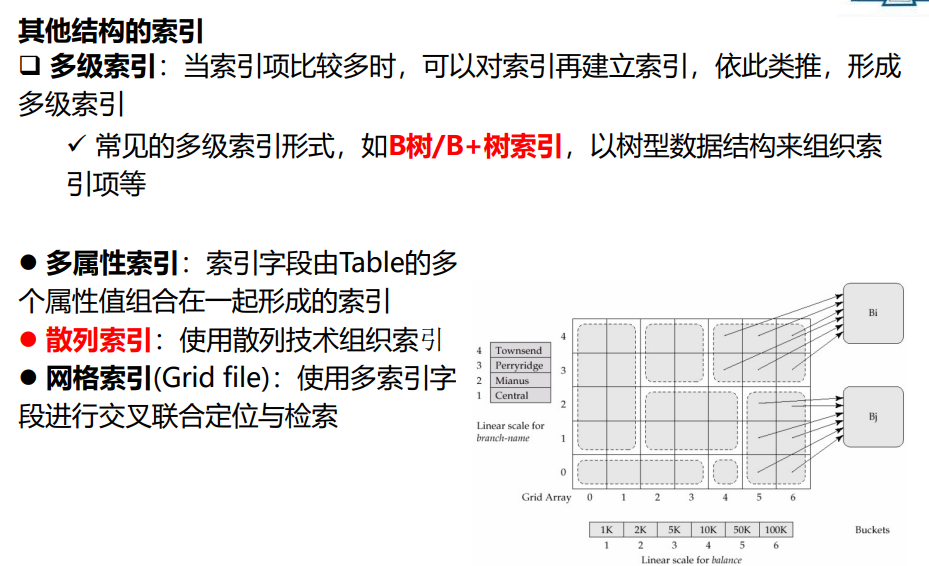 其他结构的索引
❑ 多级索引：当索引项比较多时，可以对索引再建立索引，依此类推，形成
多级索引
✓ 常见的多级索引形式，如B树/B+树索引，以树型数据结构来组织索
引项等
● 多属性索引：索引字段由Table的多
个属性值组合在一起形成的索引
● 散列索引：使用散列技术组织索引
● 网格索引(Grid file)：使用多索引字
段进行交叉联合定位与检索
4 Townsend
3 Perryridge
2 Mianus
1 Central
Linear scale for
branch-name
4
3
2
1
0
Grid Array 0 1 2 3 4 5 6
Bi
Bj
1K 2K 5K 10K 50K 100K
1 2 3 4 5 6
Linear scale for balance
Buckets